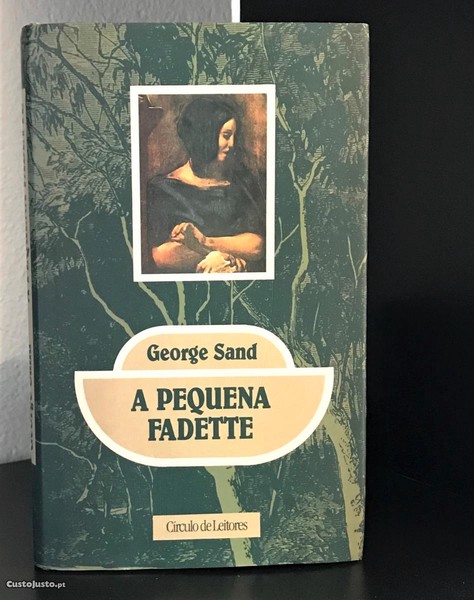 George Sand
A PEQUENA
FADETTE
Círculo de Leitores
CustoJusto.pt